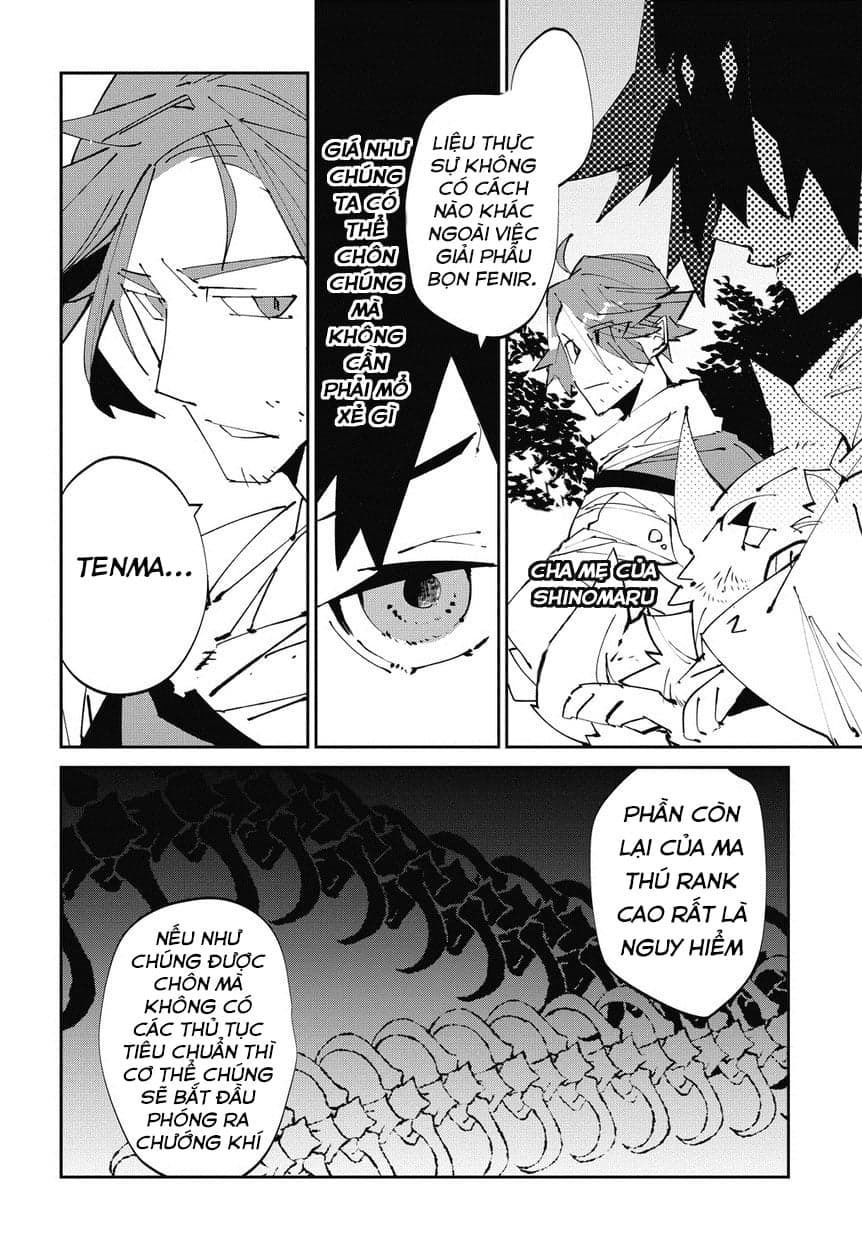 LIỆU THỰC
SỰ KHÔNG
CÓ CÁCH
NÀO KHÁC
NGOÀI VIỆC
GIẢI PHẪU
BỌN FENIR.
CHA MẸ CỦA
SHINOMARU
GIÁ NHƯ
CHÚNG
TA CÓ THỂ
CHÔN
CHÚNG
MÀ
KHÔNG
CẦN
PHẢI MỔ
XẺ GÌ
TENMA...
PHẦN CÒN
LẠI CỦA MA
THÚ RANK
CAO RẤT LÀ
NGUY HIỂM
NẾU NHƯ
CHÚNG ĐƯỢC
CHÔN MÀ
KHÔNG CÓ
CÁC THỦ TỤC
TIÊU CHUẨN THÌ
CƠ THỂ CHÚNG
SẼ BẮT ĐẦU
PHÓNG RA
CHƯỚNG KHÍ